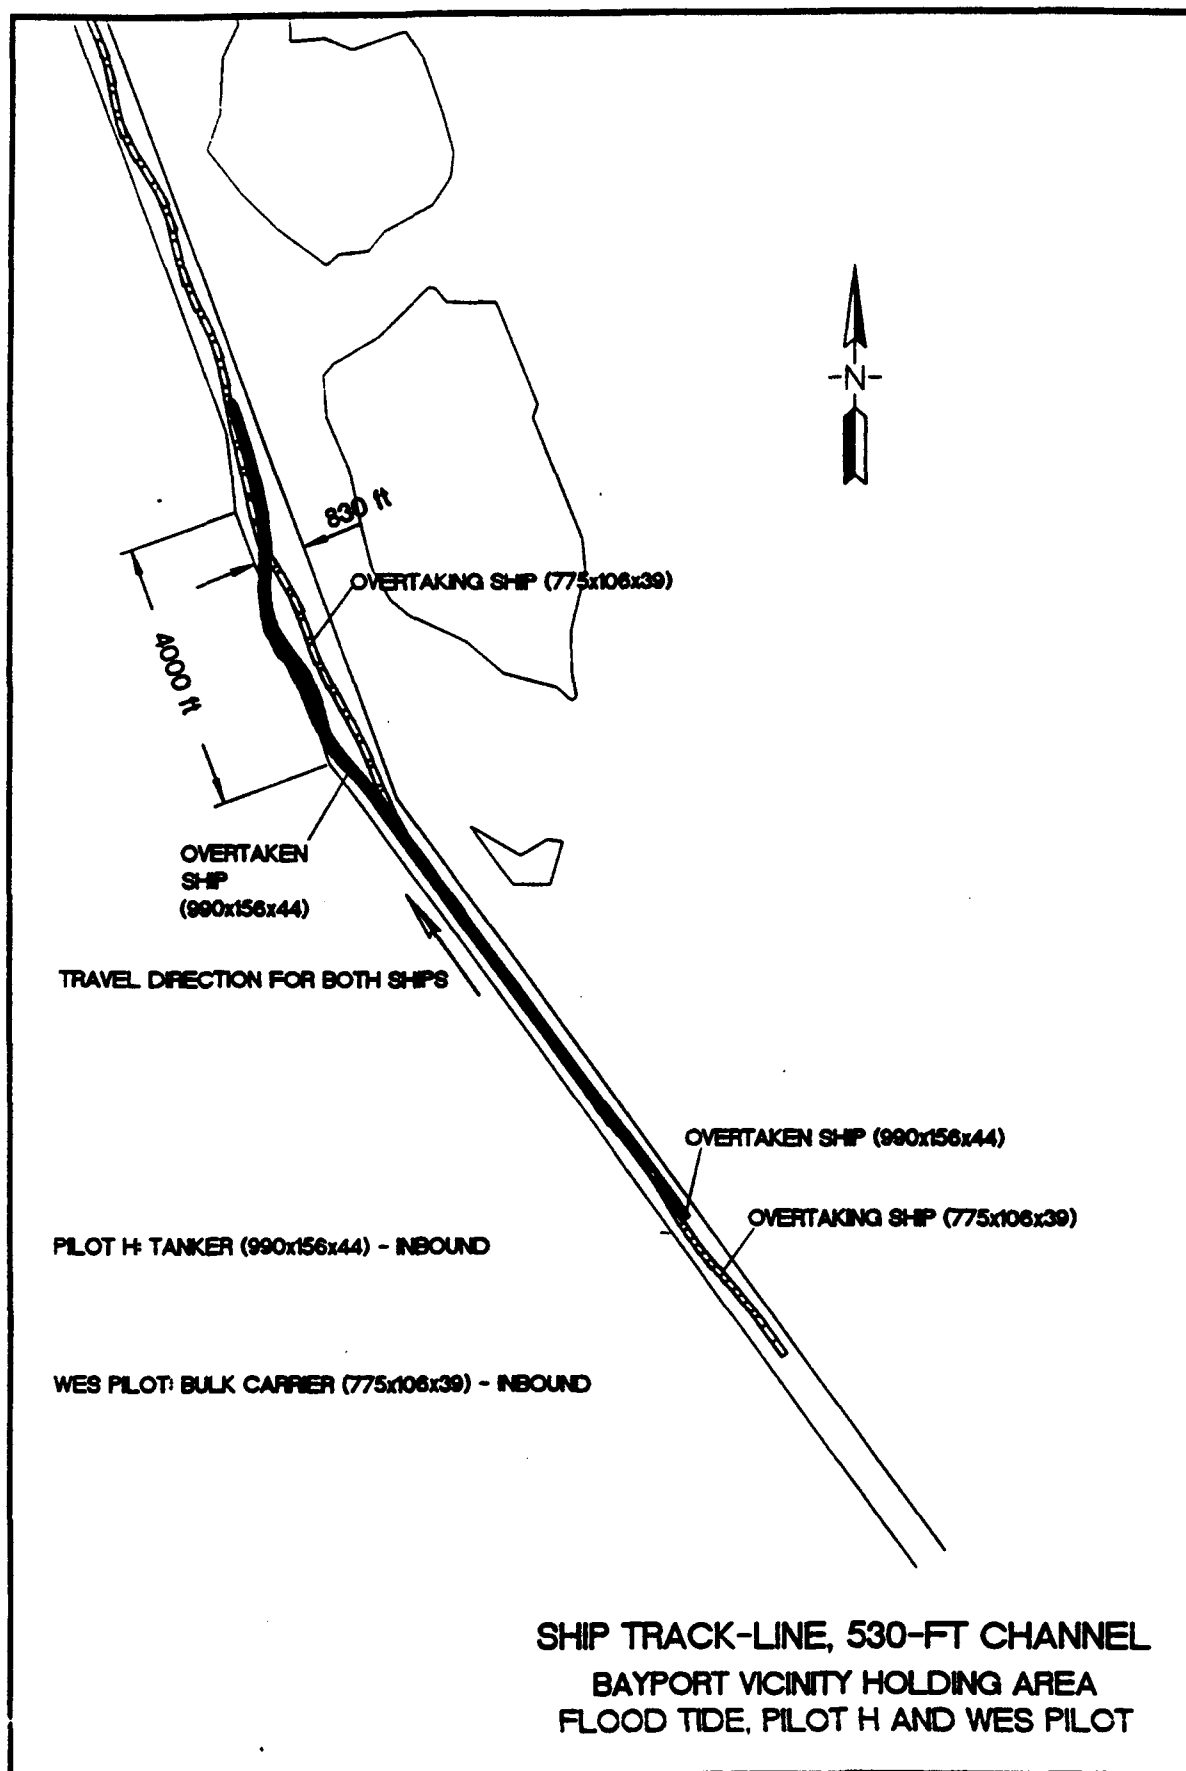 -N-
830 ft
OVERTAKING SHIP (775x106x39)
4000 ft
OVERTAKEN
SHIP
(990x156x44)
TRAVEL DIRECTION FOR BOTH SHIPS
OVERTAKEN SHIP (990x156x44)
OVERTAKING SHIP (775x106x39)
PILOT H: TANKER (990x156x44) - INBOUND
WES PILOT: BULK CARRIER (775x106x39) - INBOUND
SHIP TRACK-LINE, 530-FT CHANNEL
BAYPORT VICINITY HOLDING AREA
FLOOD TIDE, PILOT H AND WES PILOT